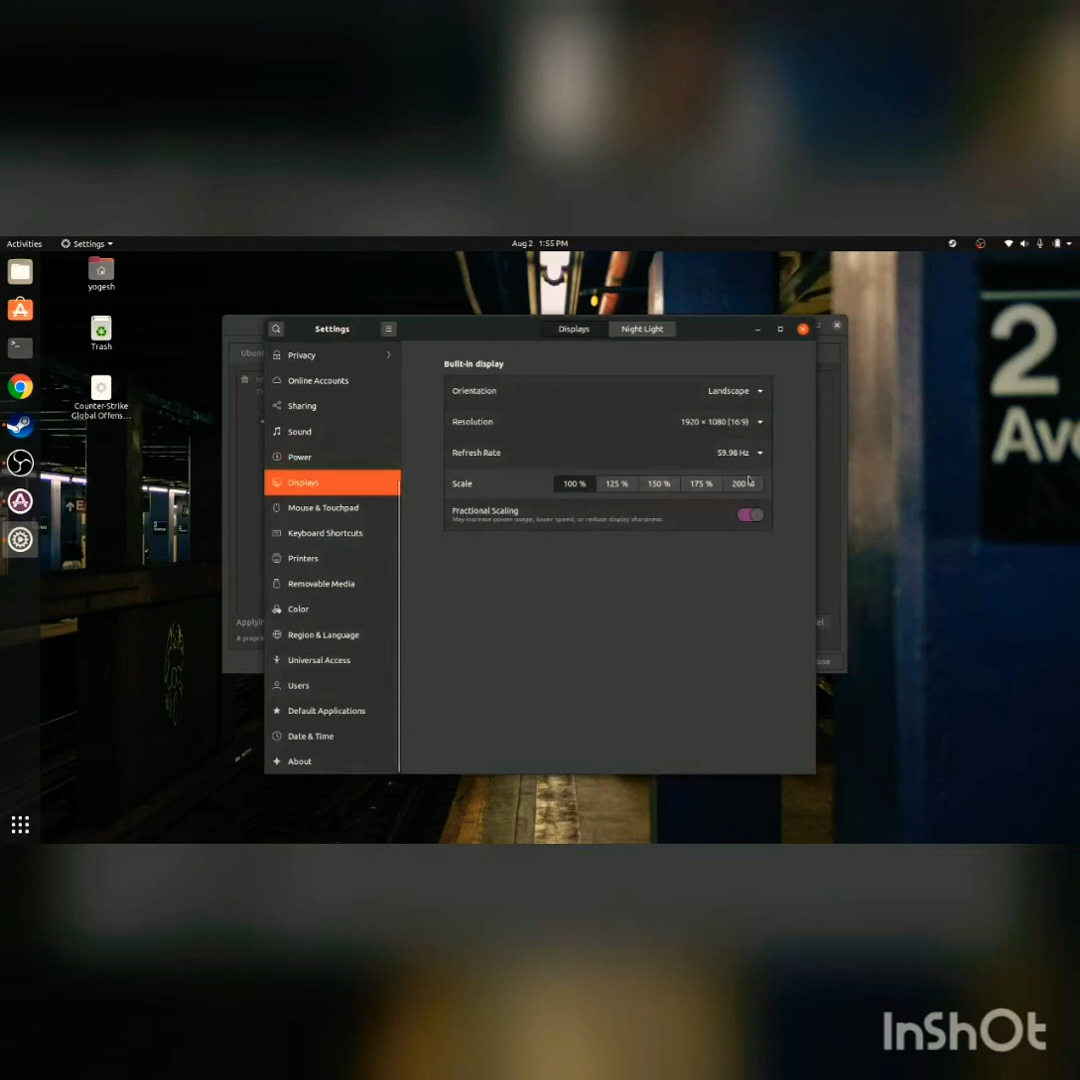 Activities
Settings
Aug 2 1:55 PM
yogesh
Trash
Counter-Strike
Global Offens...
Settings
Displays
Night Light
Privacy
Online Accounts
Sharing
Sound
Power
Displays
Mouse & Touchpad
Keyboard Shortcuts
Printers
Removable Media
Color
Region & Language
Universal Access
Users
Default Applications
Date & Time
About
Built-in display
Orientation
Landscape
Resolution
1920 × 1080 (16:9)
Refresh Rate
59.98 Hz
Scale
100 %
125 %
150 %
175 %
200
Fractional Scaling
May increase power usage, lower speed, or reduce display sharpness.
2
Ave
InShOt